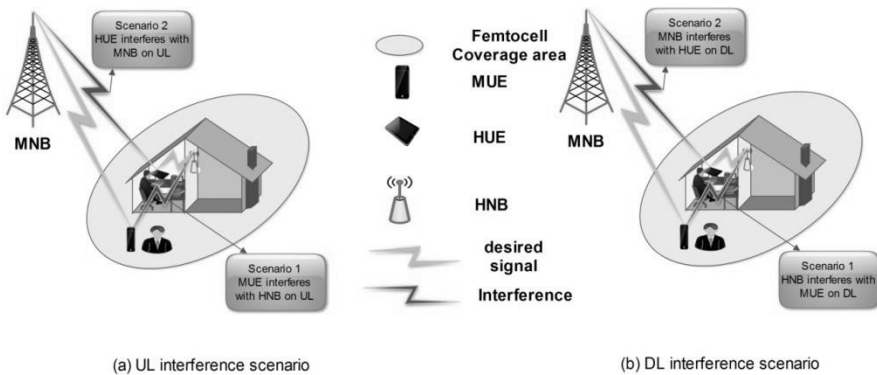 Scenario 2
HUE interferes with
MNB on UL
MNB
Scenario 1
MUE interferes
with HNB on UL
(a) UL interference scenario
Femtocell
Coverage area
MUE
HUE
HNB
desired
signal
Interference
Scenario 2
MNB interferes
with HUE on DL
MNB
Scenario 1
HNB interferes with
MUE on DL
(b) DL interference scenario